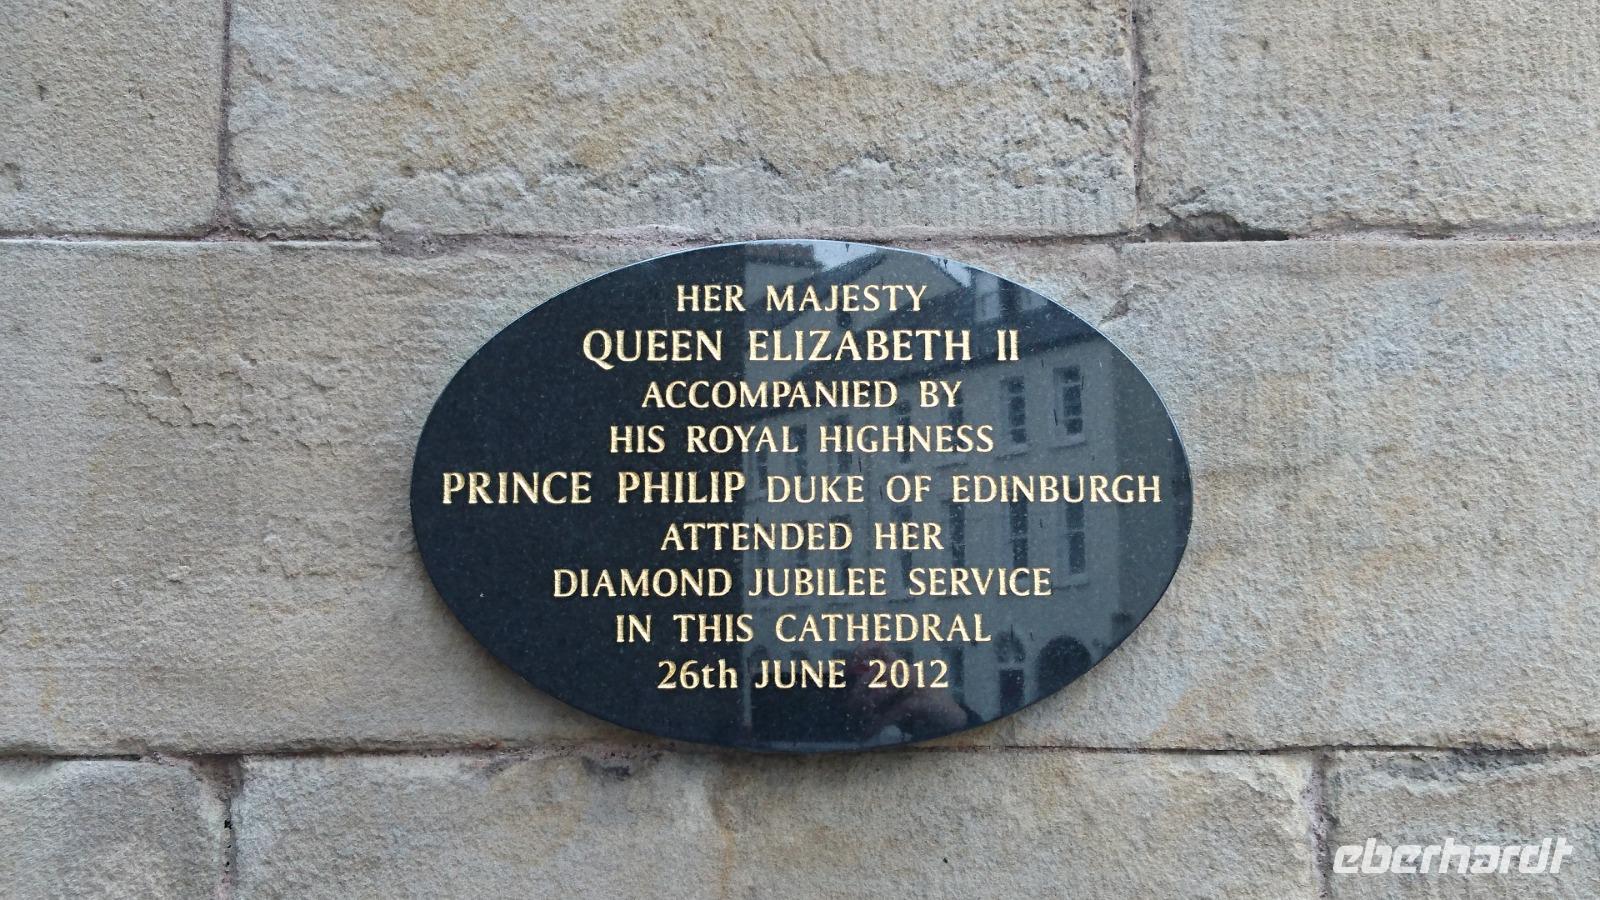 HER MAJESTY
QUEEN ELIZABETH II
ACCOMPANIED BY
HIS ROYAL HIGHNESS
PRINCE PHILIP DUKE OF EDINBURGH
ATTENDED HER
DIAMOND JUBILEE SERVICE
IN THIS CATHEDRAL
26th JUNE 2012
eberhardt